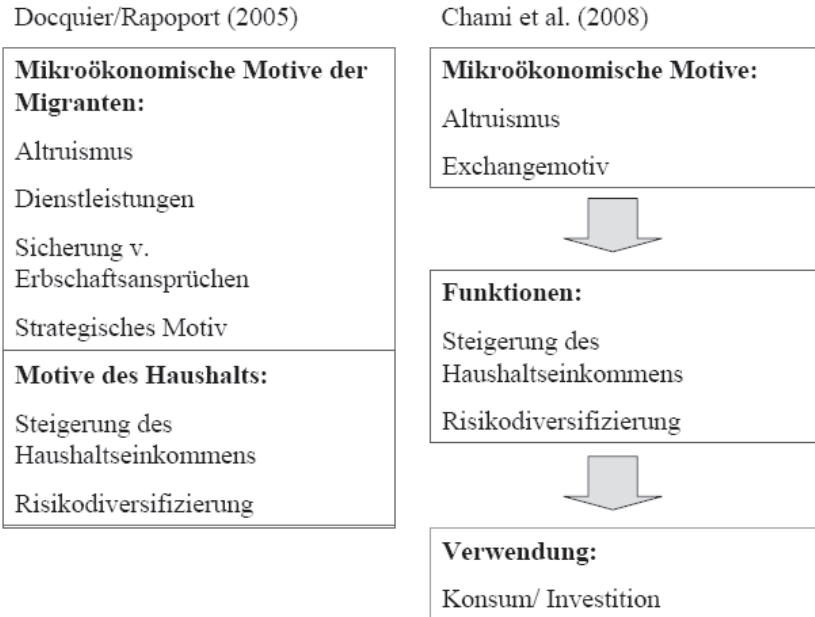 Docquier/Rapoport (2005)
Mikroökonomische Motive der
Migranten:
Altruismus
Dienstleistungen
Sicherung v.
Erbschaftsansprüchen
Strategisches Motiv
Motive des Haushalts:
Steigerung des
Haushaltseinkommens
Risikodiversifizierung
Chami et al. (2008)
Mikroökonomische Motive:
Altruismus
Exchangemotiv
Funktionen:
Steigerung des
Haushaltseinkommens
Risikodiversifizierung
Verwendung:
Konsum/ Investition